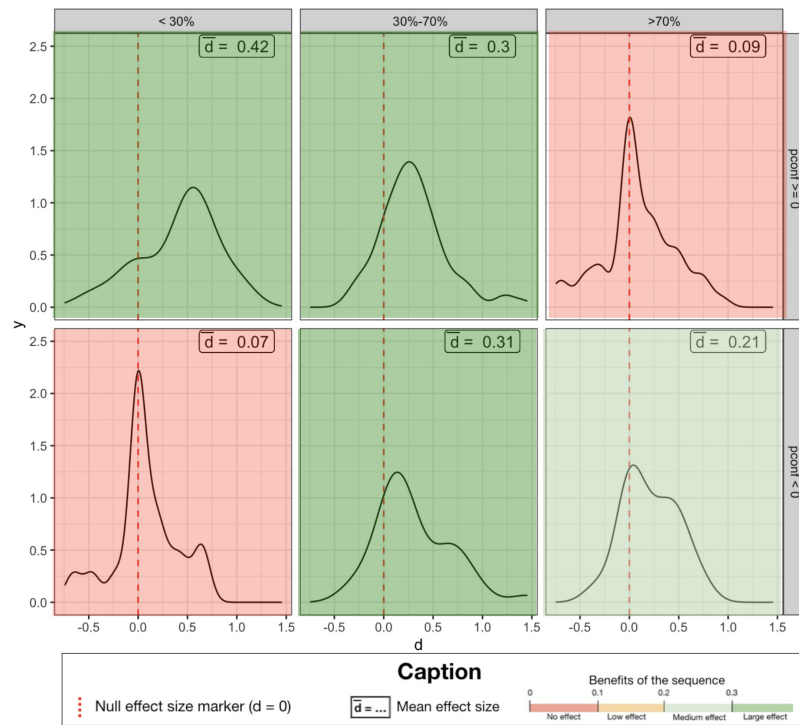 < 30%
30%-70%
>70%
d = 0.42
d = 0.3
d = 0.09
pconf >= 0
2.5
2.0
1.5
1.0
0.5
0.0
y
d = 0.07
d = 0.31
d = 0.21
pconf < 0
2.5
2.0
1.5
1.0
0.5
0.0
-0.5 0.0 0.5 1.0 1.5
-0.5 0.0 0.5 1.0 1.5
-0.5 0.0 0.5 1.0 1.5
d
Caption
Null effect size marker (d = 0)
d = ... Mean effect size
Benefits of the sequence
0 0.1 0.2 0.3
No effect Low effect Medium effect Large effect